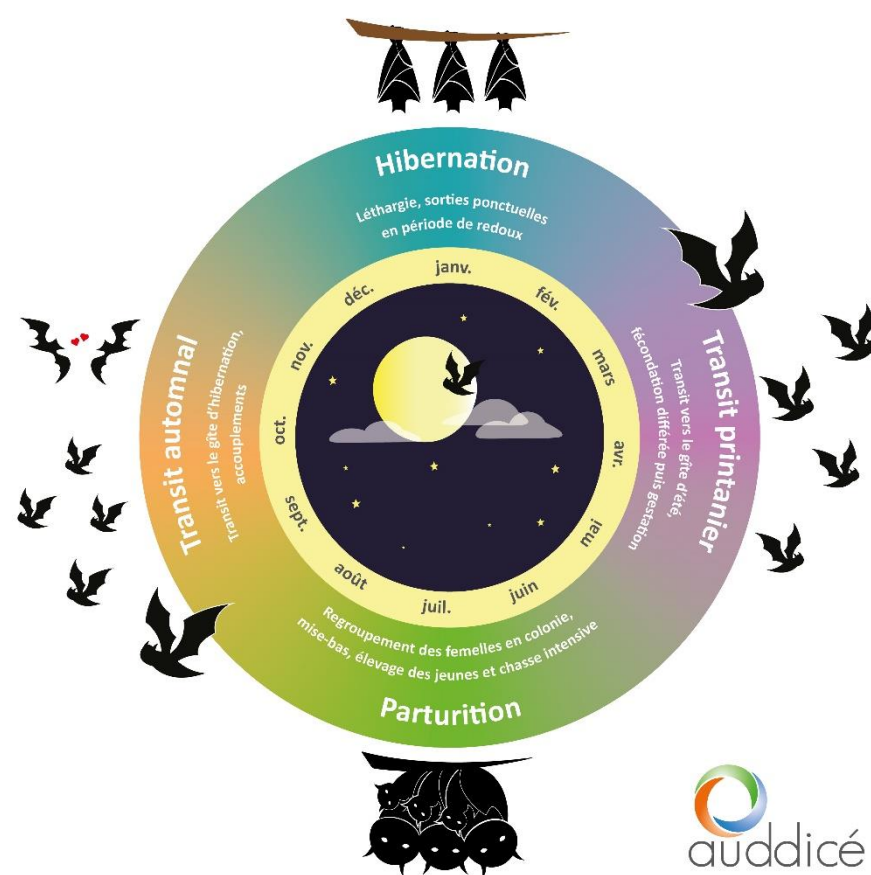 Hibernation
Léthargie, sorties ponctuelles
en période de redoux
Transit printanier
Transit vers le gîte d'été,
fécondation différée puis gestation
Regroupement des femelles en colonie,
mise-bas, élevage des jeunes et chasse intensive
Parturition
Transit automnal
Transit vers le gîte d'hibernation,
accouplements
janv.
fév.
mars
avr.
mai
juin
juil.
août
sept.
oct.
nov.
déc.
auddicé